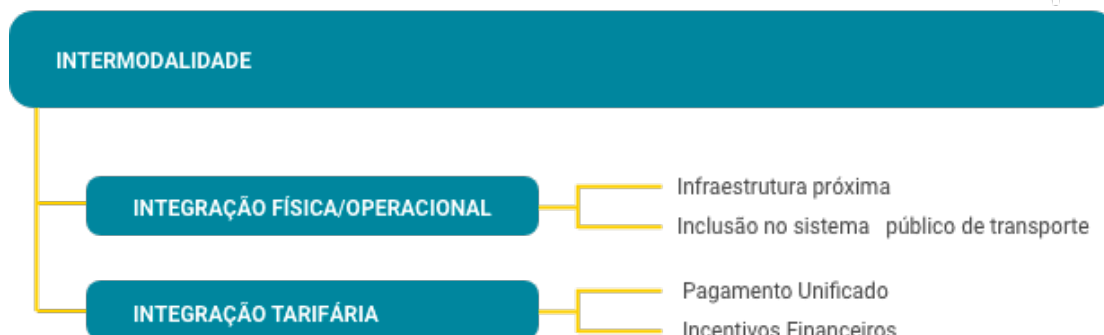 INTERMODALIDADE
INTEGRAÇÃO FÍSICA/OPERACIONAL
Infraestrutura próxima
Inclusão no sistema público de transporte
INTEGRAÇÃO TARIFÁRIA
Pagamento Unificado
Incentivos Financeiros